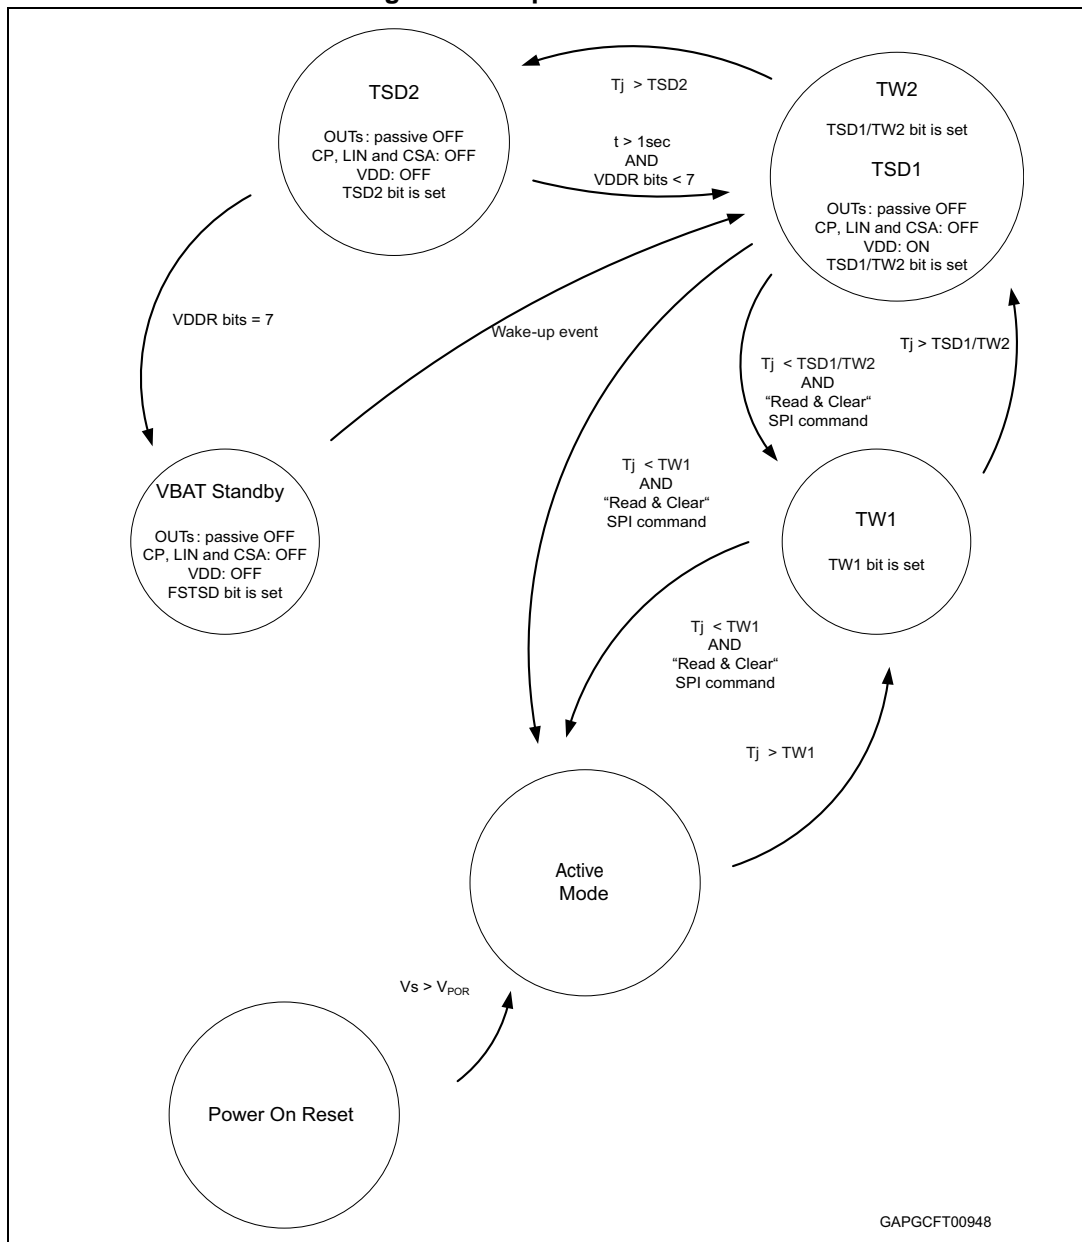 TSD2
OUTs: passive OFF
CP, LIN and CSA: OFF
VDD: OFF
TSD2 bit is set
Tj > TSD2
t > 1sec
AND
VDDR bits < 7
TW2
TSD1/TW2 bit is set
TSD1
OUTs: passive OFF
CP, LIN and CSA: OFF
VDD: ON
TSD1/TW2 bit is set
VDDR bits = 7
Wake-up event
Tj > TSD1/TW2
Tj < TSD1/TW2
AND
“Read & Clear“
SPI command
VBAT Standby
OUTs: passive OFF
CP, LIN and CSA: OFF
VDD: OFF
FSTSD bit is set
Tj < TW1
AND
“Read & Clear“
SPI command
TW1
TW1 bit is set
Tj < TW1
AND
“Read & Clear“
SPI command
Tj > TW1
Active
Mode
Vs > VPOR
Power On Reset
GAPGCFT00948